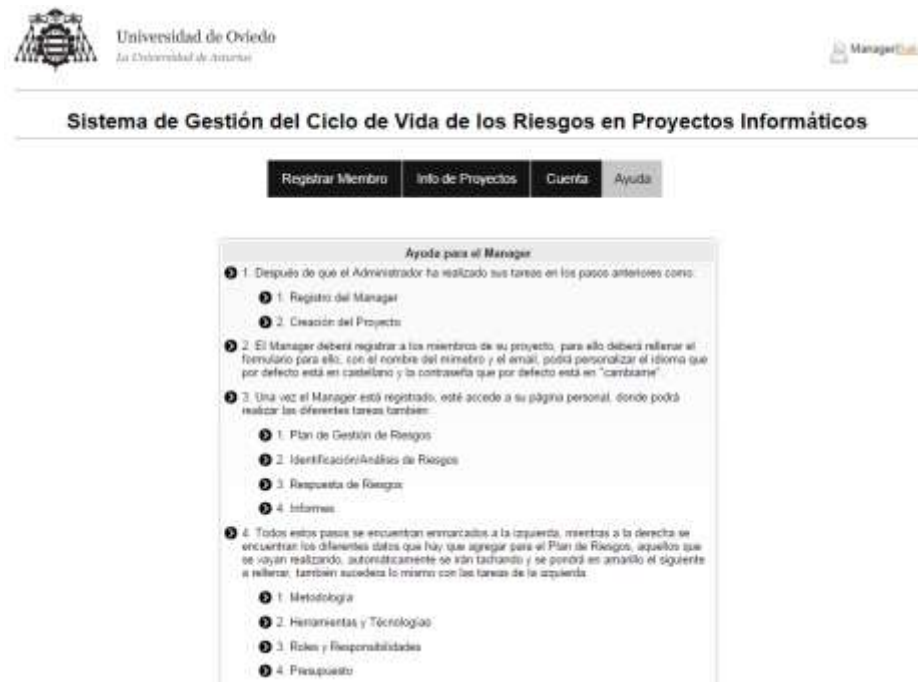 Universidad de Oviedo
La Universidad de Asturias
Manager
Sistema de Gestión del Ciclo de Vida de los Riesgos en Proyectos Informáticos
Registrar Miembro Info de Proyectos Cuenta Ayuda
Ayuda para el Manager
1. Después de que el Administrador ha realizado sus tareas en los pasos anteriores como:
1. Registro del Manager
2. Creación del Proyecto
2. El Manager deberá registrar a los miembros de su proyecto, para ello deberá rellenar el
formulario para ello, con el nombre del mimebro y el email, podrá personalizar el idioma que
por defecto está en castellano y la contraseña que por defecto está en "cambiame".
3. Una vez el Manager está registrado, esté accede a su página personal, donde podrá
realizar las diferentes tareas también:
1. Plan de Gestión de Riesgos
2. Identificación/Análisis de Riesgos
3. Respuesta de Riesgos
4. Informes
4. Todos estos pasos se encuentran enmarcados a la izquierda, mientras a la derecha se
encuentran los diferentes datos que hay que agregar para el Plan de Riesgos, aquellos que
se vayan realizando, automáticamente se irán tachando y se pondrá en amarillo el siguiente
a rellenar, también sucedera lo mismo con las tareas de la izquierda.
1. Metodología
2. Herramientas y Técnologías
3. Roles y Responsabilidades
4. Presupuesto